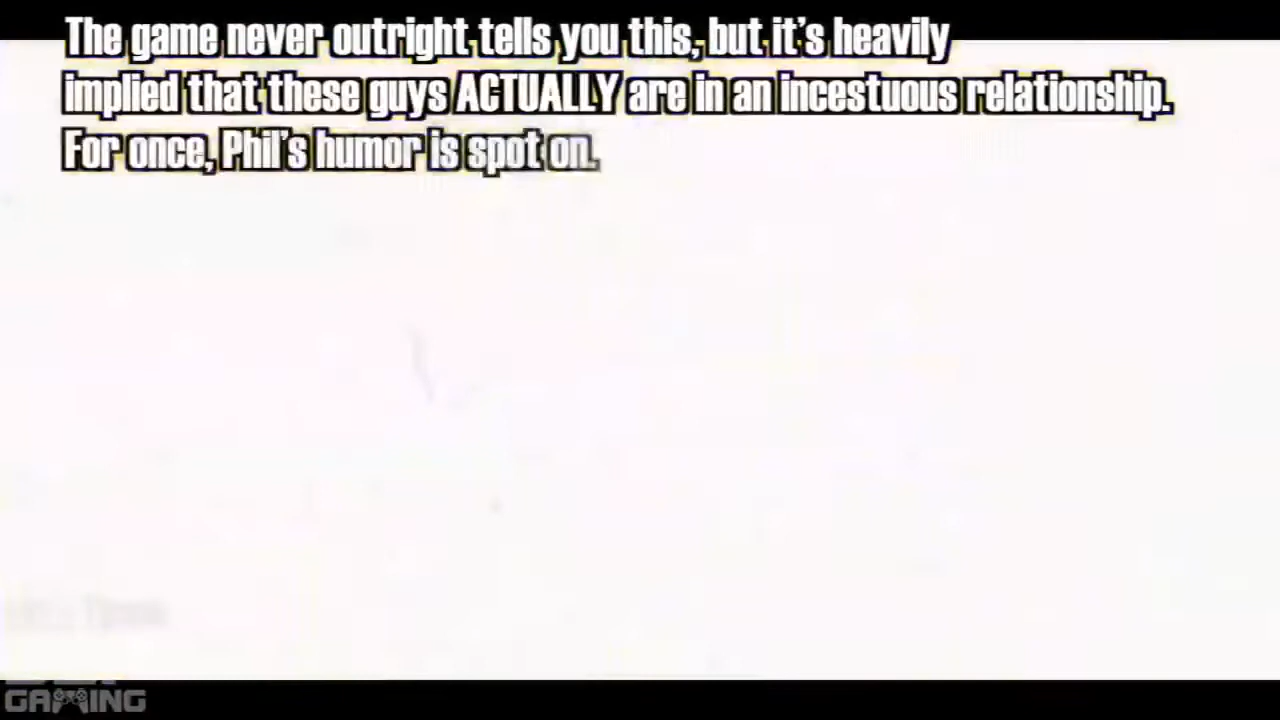 The game never outright tells you this, but it's heavily
implied that these guys ACTUALLY are in an incestuous relationship.
For once, Phil's humor is spot on.
GAMING